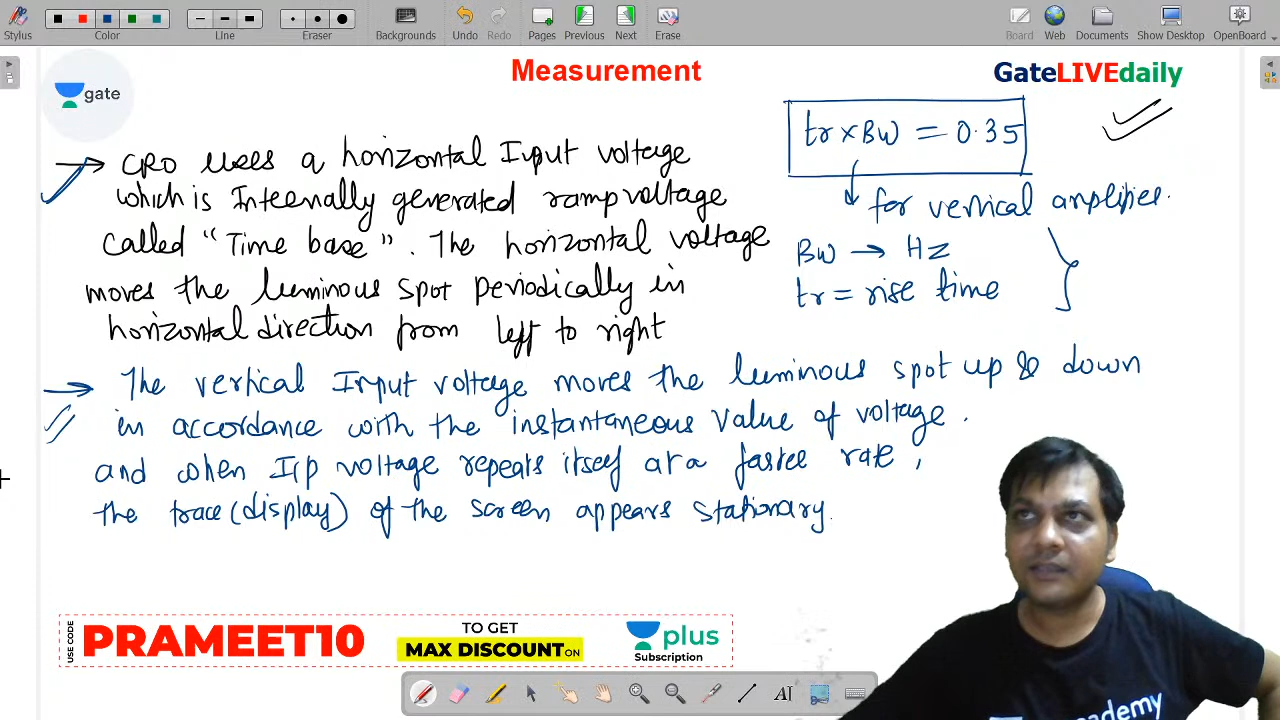 Stylus
Color
Line
Eraser
Backgrounds
Undo
Redo
Pages
Previous
Next
Erase
Board
Web
Documents
Show Desktop
OpenBoard
gate
Measurement
GateLIVEdaily
CRO uses a horizontal Input voltage
which is Internally generated ramp voltage
called "Time base". The horizontal voltage
moves the luminous spot periodically in
horizontal direction from left to right
tr x BW = 0.35
for vertical amplifier.
BW → Hz
tr = rise time
→ The vertical Input voltage moves the luminous spot up & down
in accordance with the instantaneous value of voltage.
and when I/p voltage repeats itself at a faster rate,
the trace (display) of the screen appears stationary.
USE CODE
PRAMEET10
TO GET
MAX DISCOUNT ON
plus
Subscription